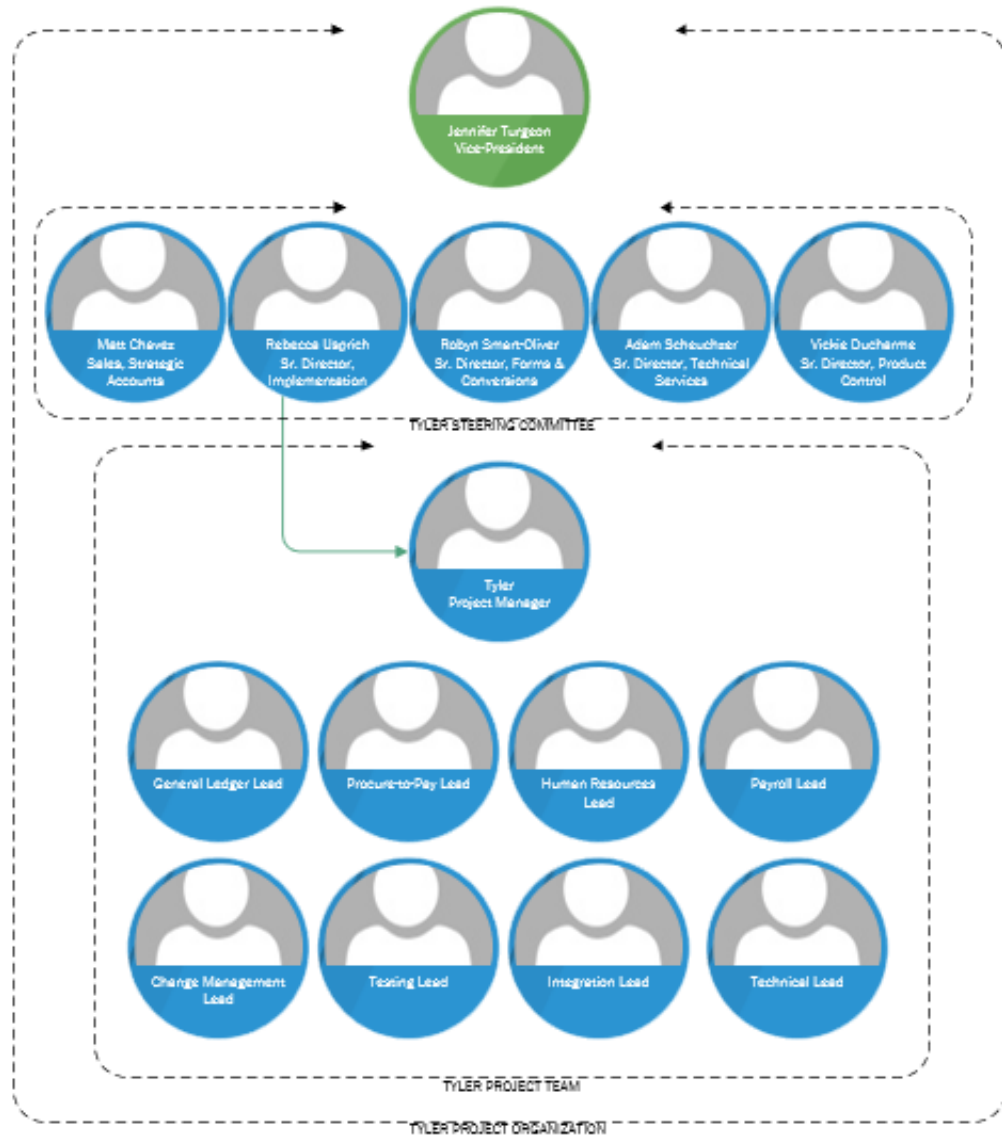 Jennifer Turgeon
Vice-President
Matt Chavez
Sales, Strategic
Accounts
Rebecca
Sr. Director,
Implementation
Robyn Smart-Oliver
Sr. Director, Forms &
Conversions
Adam Scheuchzer
Sr. Director, Technical
Services
Vickie Ducharme
Sr. Director, Product
Control
TYLER STEERING COMMITTEE
Tyler
Project Manager
General Ledger Lead
Procure-to-Pay Lead
Human Resources
Lead
Payroll Lead
Change Management
Lead
Testing Lead
Integration Lead
Technical Lead
TYLER PROJECT TEAM
TYLER PROJECT ORGANIZATION